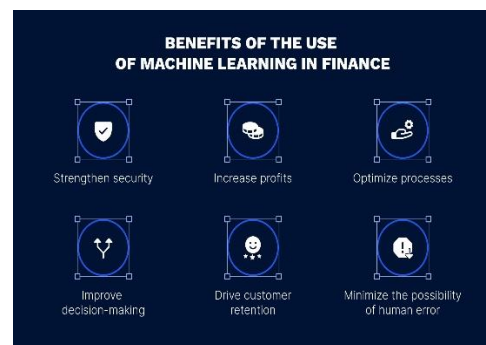 BENEFITS OF THE USE
OF MACHINE LEARNING IN FINANCE
Strengthen security
Increase profits
Optimize processes
Improve
decision-making
Drive customer
retention
Minimize the possibility
of human error